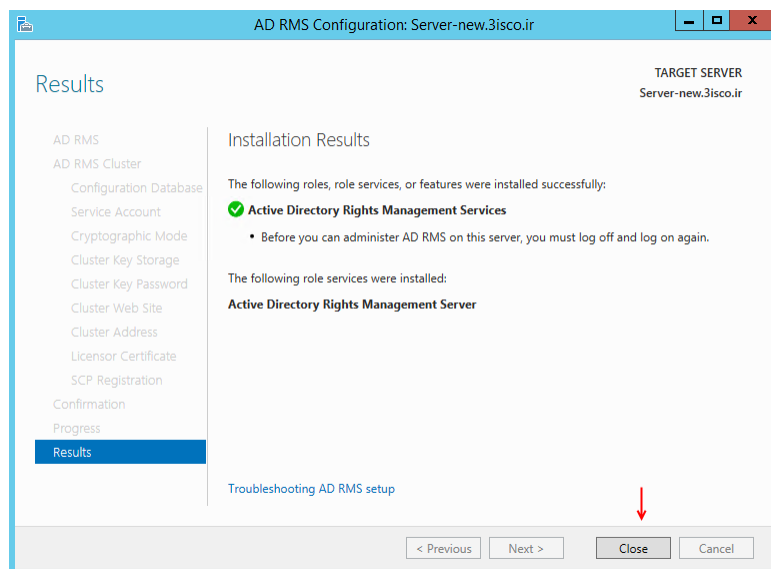 AD RMS Configuration: Server-new.3isco.ir
Results
TARGET SERVER
Server-new.3isco.ir
AD RMS
AD RMS Cluster
Configuration Database
Service Account
Cryptographic Mode
Cluster Key Storage
Cluster Key Password
Cluster Web Site
Cluster Address
Licensor Certificate
SCP Registration
Confirmation
Progress
Results
Installation Results
The following roles, role services, or features were installed successfully:
Active Directory Rights Management Services
• Before you can administer AD RMS on this server, you must log off and log on again.
The following role services were installed:
Active Directory Rights Management Server
Troubleshooting AD RMS setup
< Previous
Next >
Close
Cancel